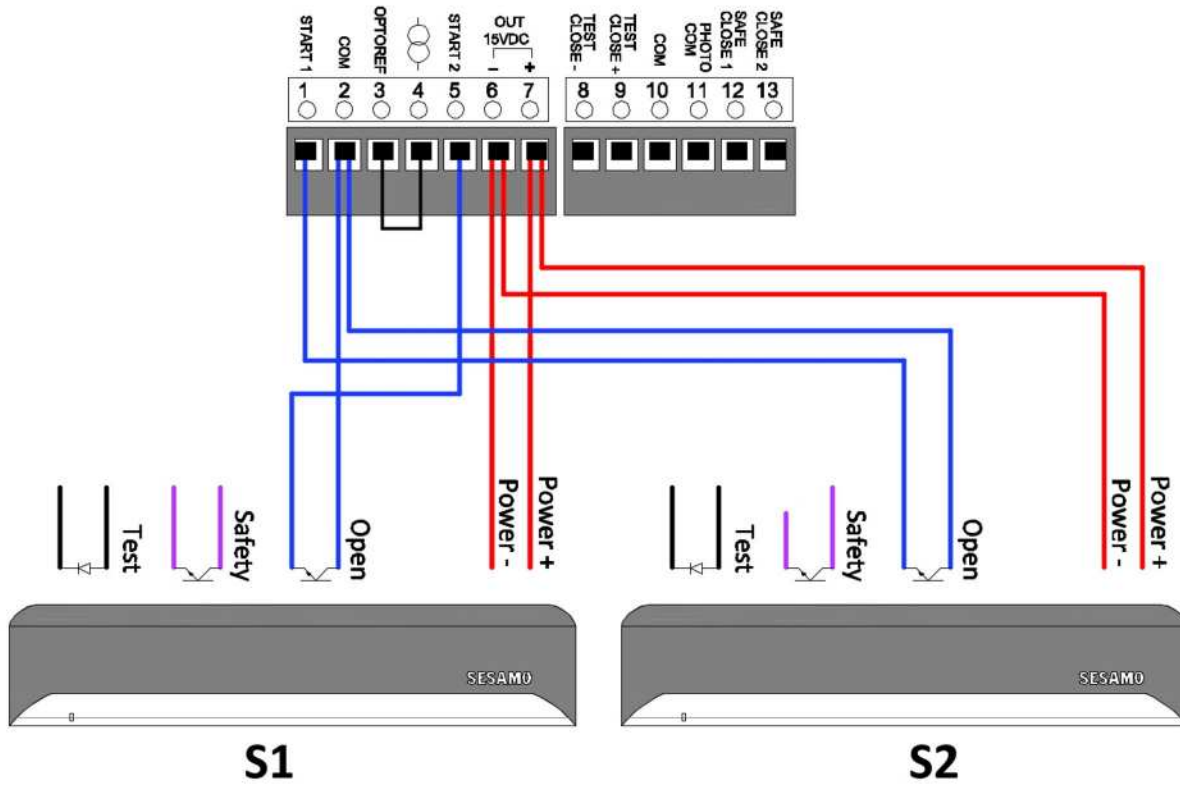 START 1
COM
OPTOREF
START 2
OUT
15VDC
- +
TEST
CLOSE -
TEST
CLOSE +
COM
PHOTO
COM
SAFE
CLOSE 1
SAFE
CLOSE 2
1 2 3 4 5 6 7 8 9 10 11 12 13
Test
Safety
Open
Power -
Power +
Test
Safety
Open
Power -
Power +
SESAMO
SESAMO
S1
S2